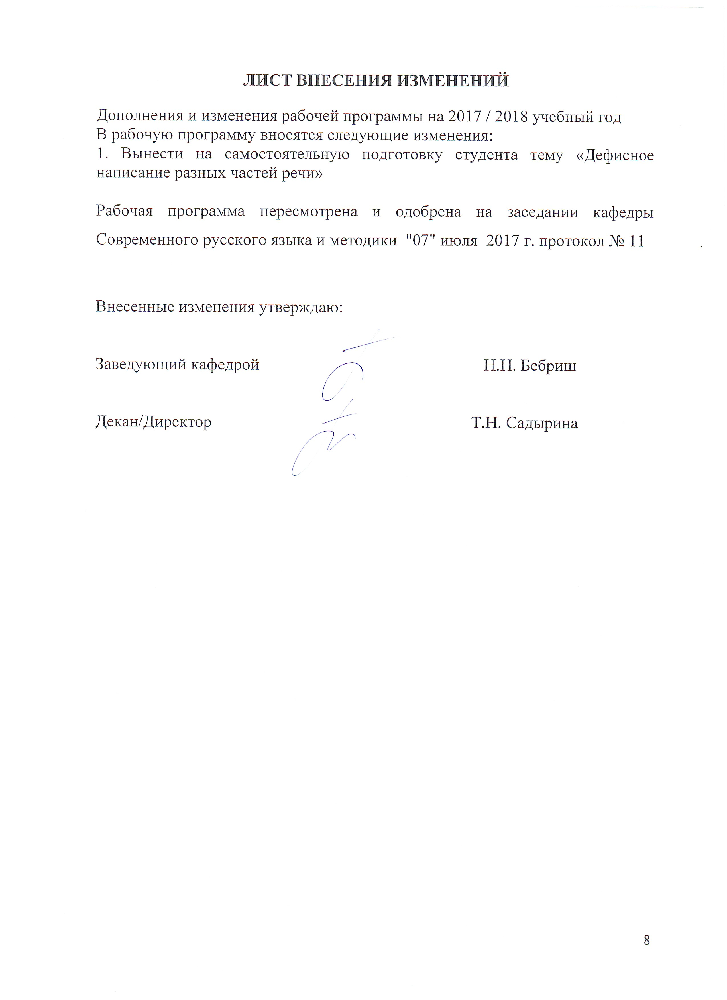 ЛИСТ ВНЕСЕНИЯ ИЗМЕНЕНИЙ
Дополнения и изменения рабочей программы на 2017 / 2018 учебный год
В рабочую программу вносятся следующие изменения:
1. Вынести на самостоятельную подготовку студента тему «Дефисное
написание разных частей речи»
Рабочая программа пересмотрена и одобрена на заседании кафедры
Современного русского языка и методики "07" июля 2017 г. протокол № 11
Внесенные изменения утверждаю:
Заведующий кафедрой Н.Н. Бебриш
Декан/Директор Т.Н. Садырина
8